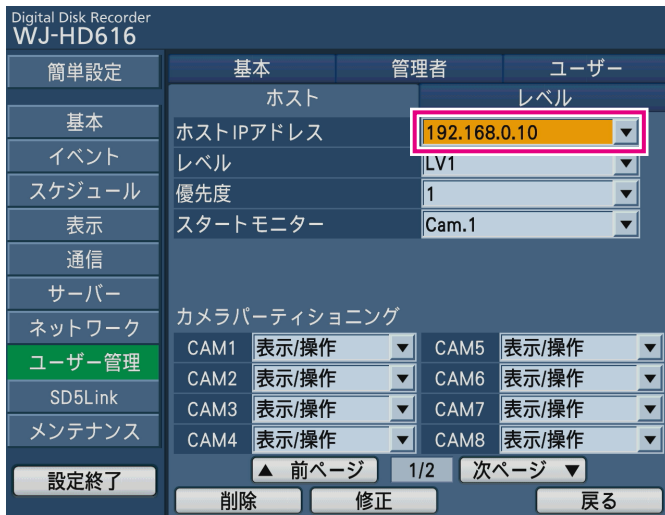 Digital Disk Recorder
WJ-HD616
簡単設定
基本
イベント
スケジュール
表示
通信
サーバー
ネットワーク
ユーザー管理
SD5Link
メンテナンス
設定終了
基本 管理者 ユーザー
ホスト レベル
ホストIPアドレス 192.168.0.10 ▼
レベル LV1 ▼
優先度 1 ▼
スタートモニター Cam.1 ▼
カメラパーティショニング
CAM1 表示/操作 ▼ CAM5 表示/操作 ▼
CAM2 表示/操作 ▼ CAM6 表示/操作 ▼
CAM3 表示/操作 ▼ CAM7 表示/操作 ▼
CAM4 表示/操作 ▼ CAM8 表示/操作 ▼
▲ 前ページ 1/2 次ページ ▼
削除 修正 戻る